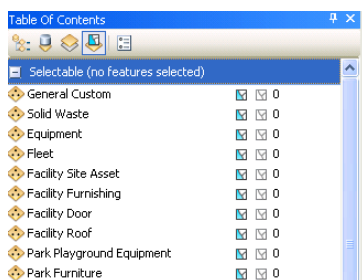 Table Of Contents
Selectable (no features selected)
General Custom 0
Solid Waste 0
Equipment 0
Fleet 0
Facility Site Asset 0
Facility Furnishing 0
Facility Door 0
Facility Roof 0
Park Playground Equipment 0
Park Furniture 0